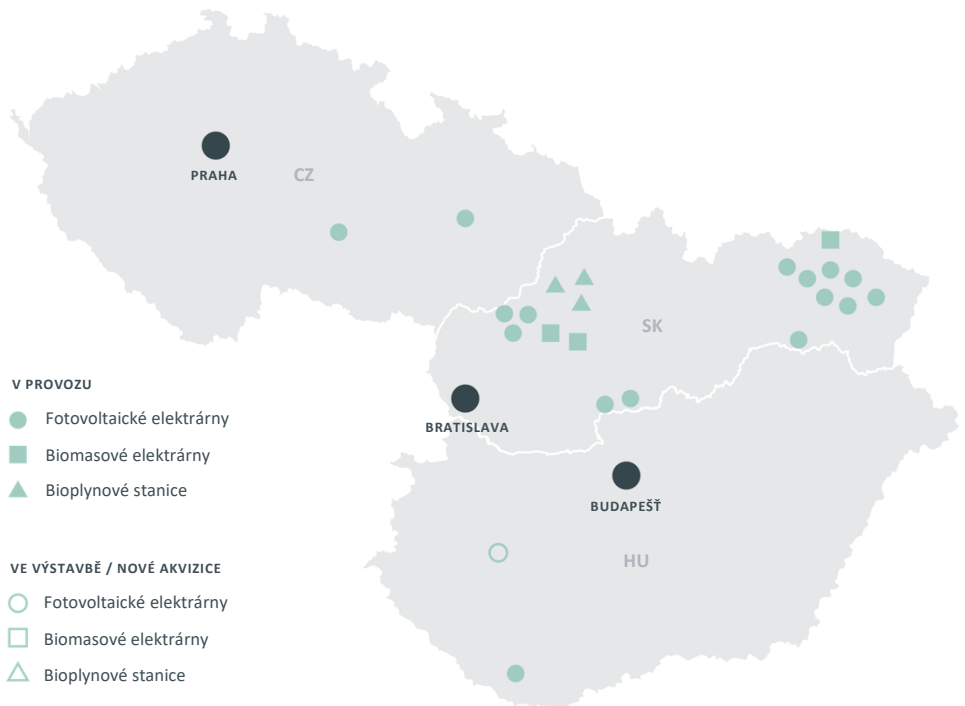 PRAHA
CZ
SK
BRATISLAVA
BUDAPEŠŤ
HU
V PROVOZU
Fotovoltaické elektrárny
Biomasové elektrárny
Bioplynové stanice
VE VÝSTAVBĚ / NOVÉ AKVIZICE
Fotovoltaické elektrárny
Biomasové elektrárny
Bioplynové stanice